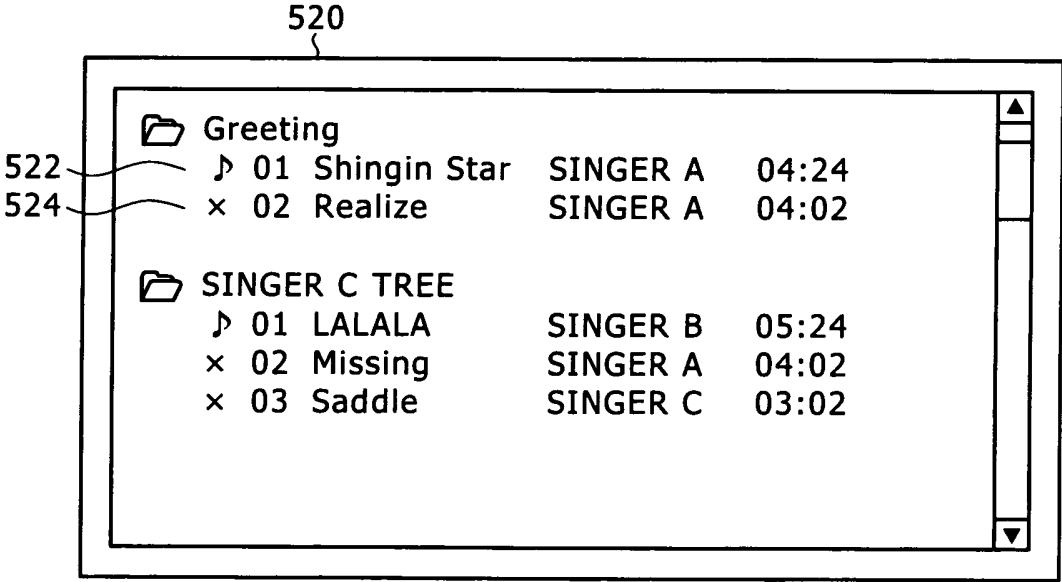 520
Greeting
522 ♪ 01 Shingin Star SINGER A 04:24
524 × 02 Realize SINGER A 04:02
SINGER C TREE
♪ 01 LALALA SINGER B 05:24
× 02 Missing SINGER A 04:02
× 03 Saddle SINGER C 03:02